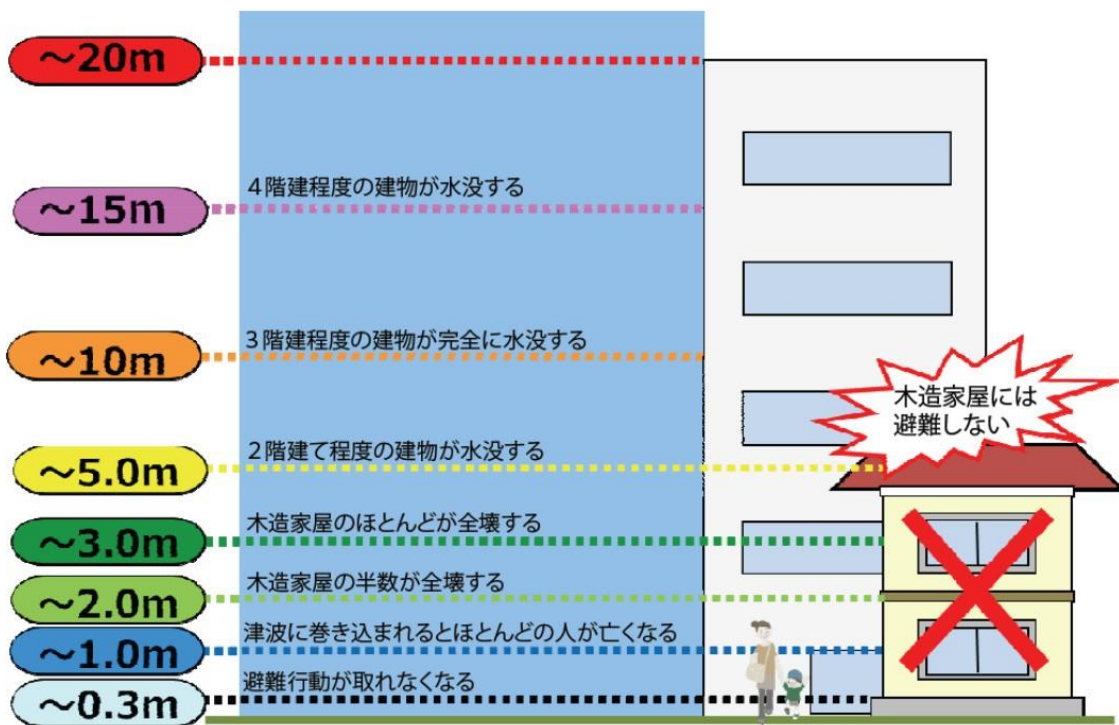 ～20m
４階建程度の建物が水没する
～15m
３階建程度の建物が完全に水没する
～10m
木造家屋には
避難しない
２階建て程度の建物が水没する
～5.0m
木造家屋のほとんどが全壊する
～3.0m
木造家屋の半数が全壊する
～2.0m
津波に巻き込まれるとほとんどの人が亡くなる
～1.0m
避難行動が取れなくなる
～0.3m